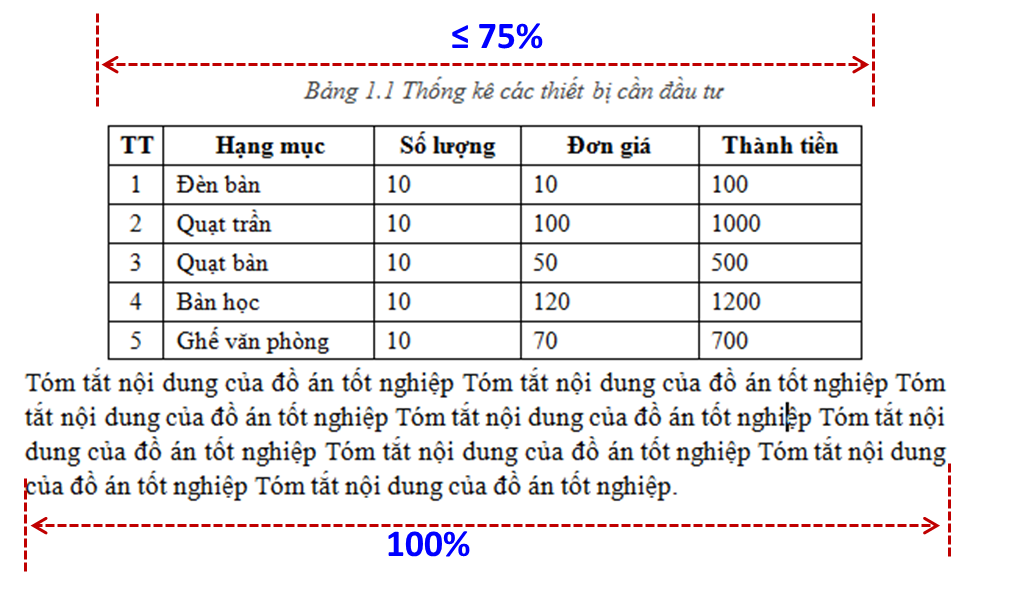 ≤ 75%
Bảng 1.1 Thống kê các thiết bị cần đầu tư
TT Hạng mục Số lượng Đơn giá Thành tiền
1 Đèn bàn 10 10 100
2 Quạt trần 10 100 1000
3 Quạt bàn 10 50 500
4 Bàn học 10 120 1200
5 Ghế văn phòng 10 70 700
Tóm tắt nội dung của đồ án tốt nghiệp Tóm tắt nội dung của đồ án tốt nghiệp Tóm
tắt nội dung của đồ án tốt nghiệp Tóm tắt nội dung của đồ án tốt nghiệp Tóm tắt nội
dung của đồ án tốt nghiệp Tóm tắt nội dung của đồ án tốt nghiệp Tóm tắt nội dung
của đồ án tốt nghiệp Tóm tắt nội dung của đồ án tốt nghiệp.
100%